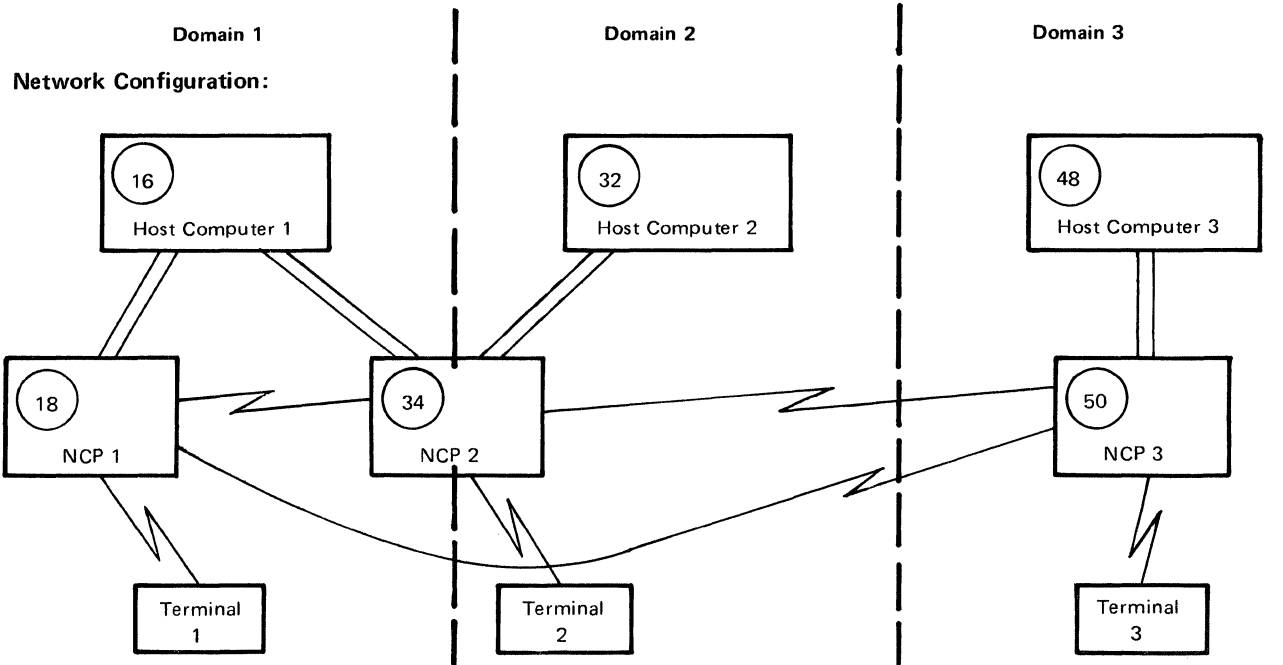 Domain 1
Domain 2
Domain 3
Network Configuration:
16
Host Computer 1
32
Host Computer 2
48
Host Computer 3
18
NCP 1
34
NCP 2
50
NCP 3
Terminal
1
Terminal
2
Terminal
3